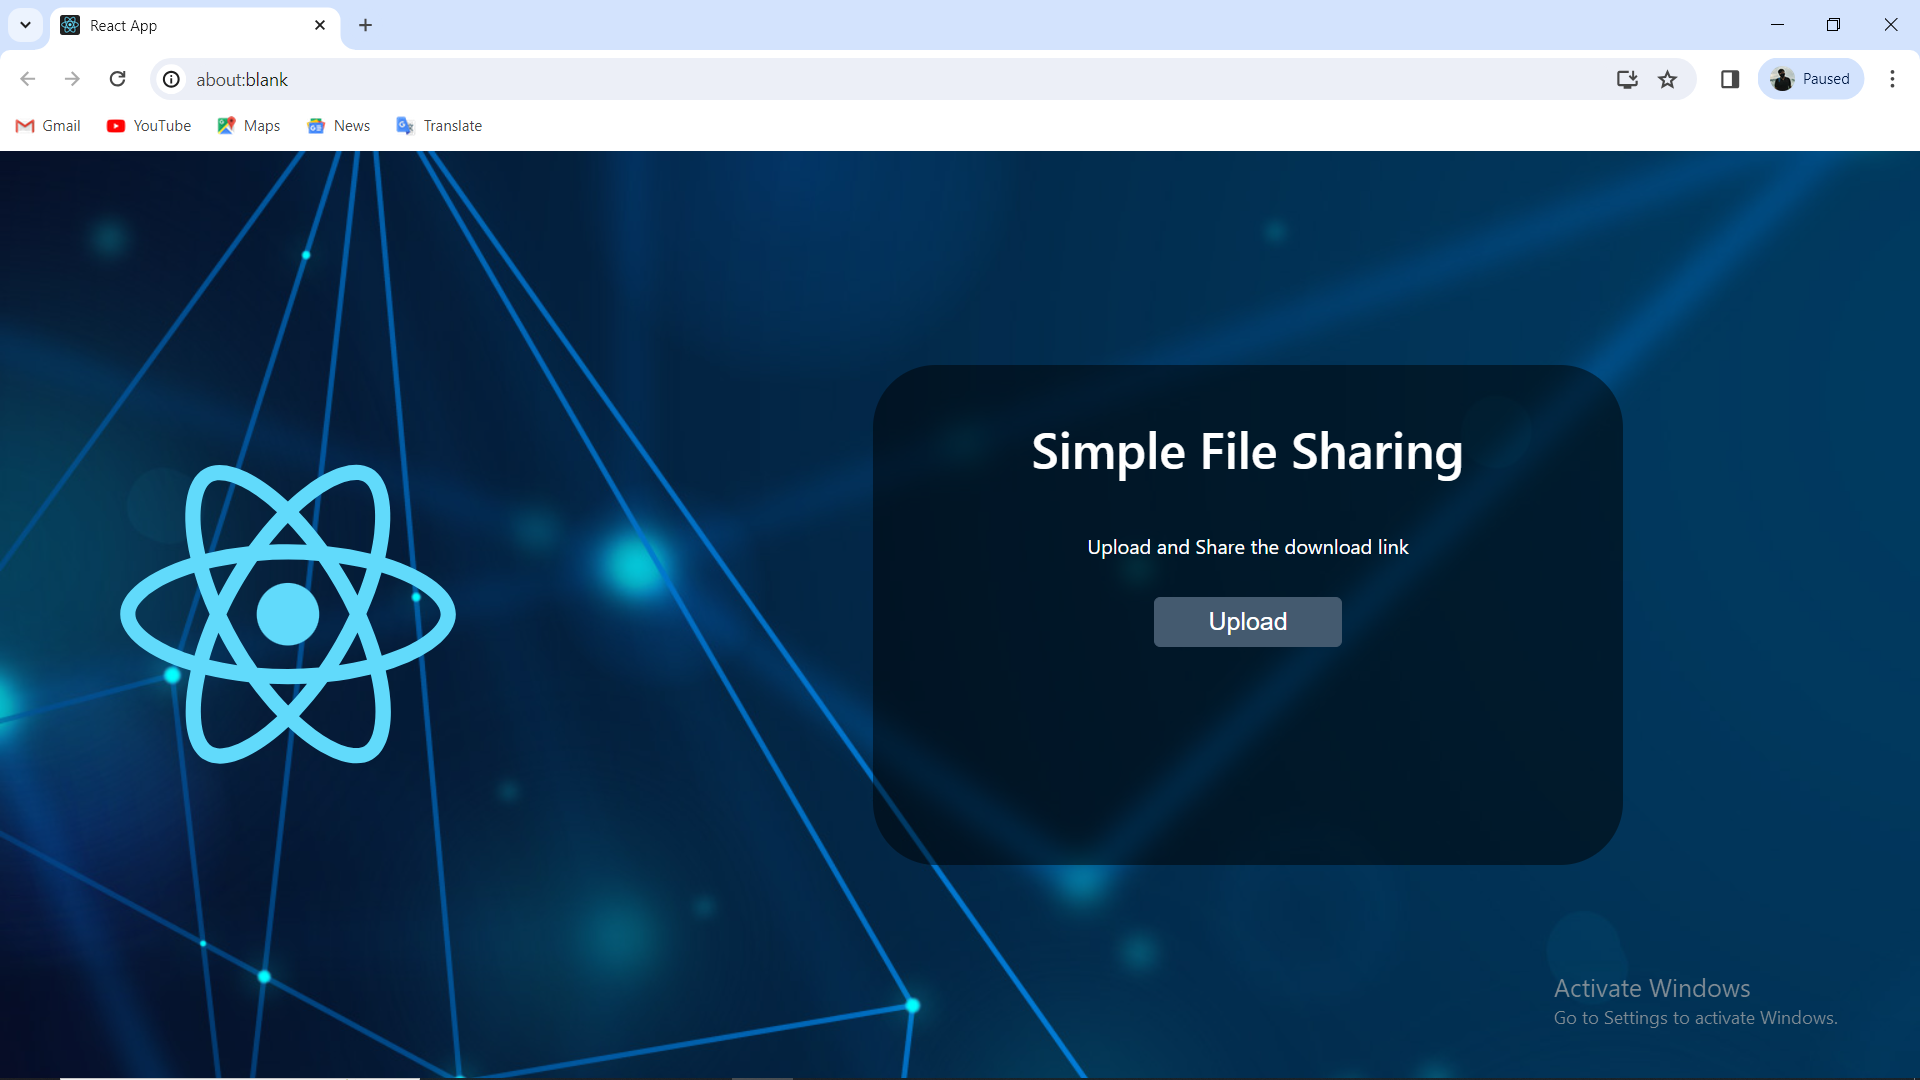 React App
about:blank
Paused
Gmail
YouTube
Maps
News
Translate
Simple File Sharing
Upload and Share the download link
Upload
Activate Windows
Go to Settings to activate Windows.